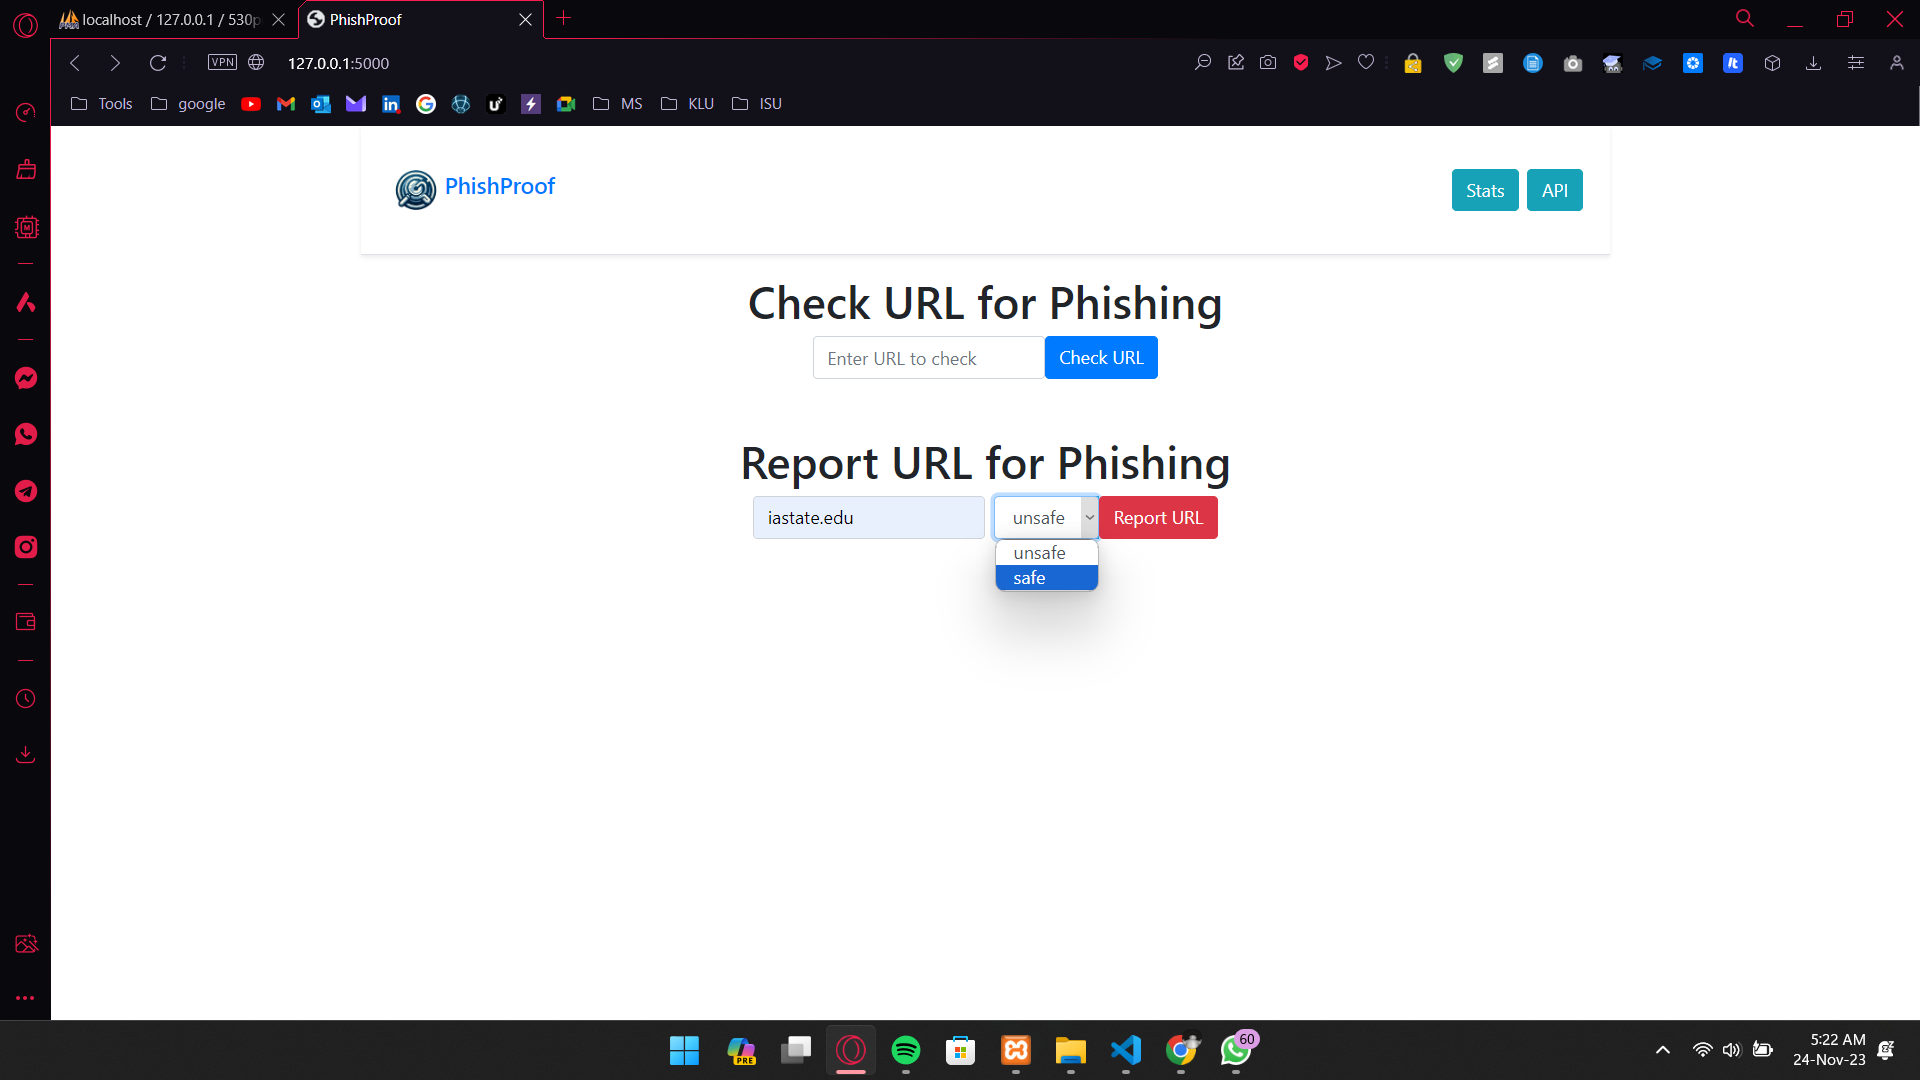 localhost / 127.0.0.1 / 530p
PhishProof
VPN
127.0.0.1:5000
Tools
google
MS
KLU
ISU
PhishProof
Stats
API
Check URL for Phishing
Enter URL to check
Check URL
Report URL for Phishing
iastate.edu
unsafe
Report URL
unsafe
safe
PRE
60
5:22 AM
24-Nov-23